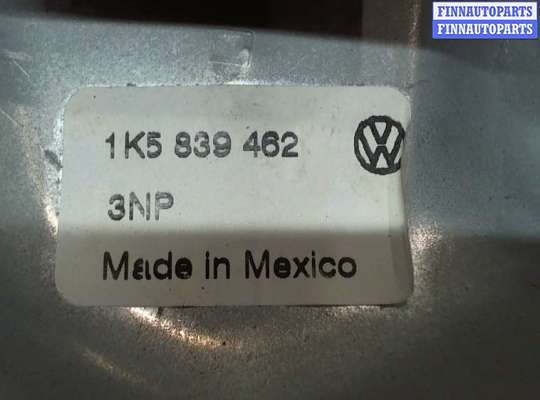 FINNAUTOPARTS
FINNAUTOPARTS
1K5 839 462
3NP
Made in Mexico